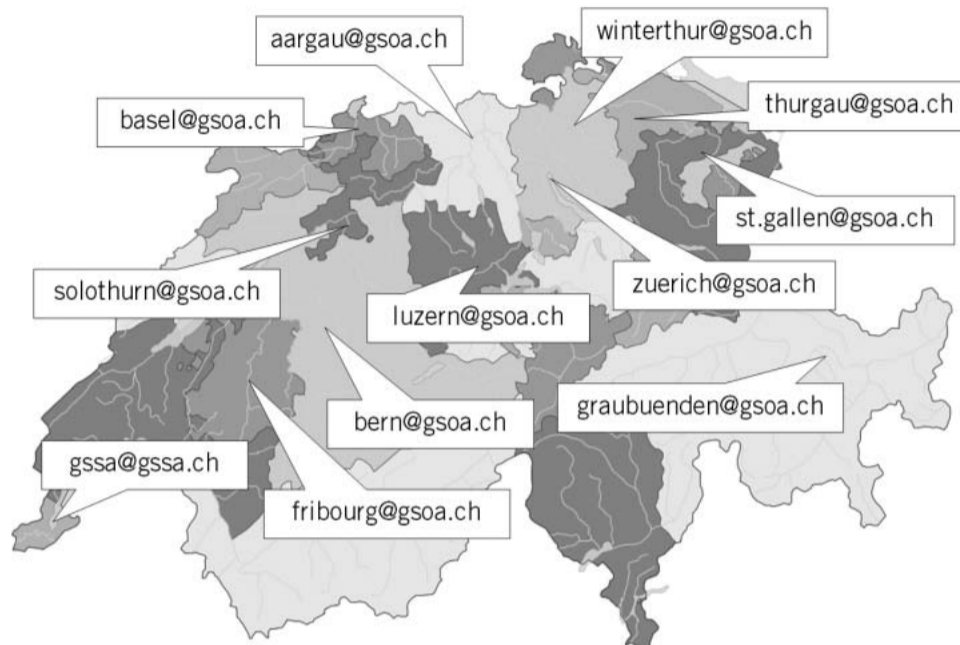 winterthur@gsoa.ch
aargau@gsoa.ch
thurgau@gsoa.ch
basel@gsoa.ch
st.gallen@gsoa.ch
zuerich@gsoa.ch
solothurn@gsoa.ch
luzern@gsoa.ch
graubuenden@gsoa.ch
bern@gsoa.ch
gssa@gssa.ch
fribourg@gsoa.ch